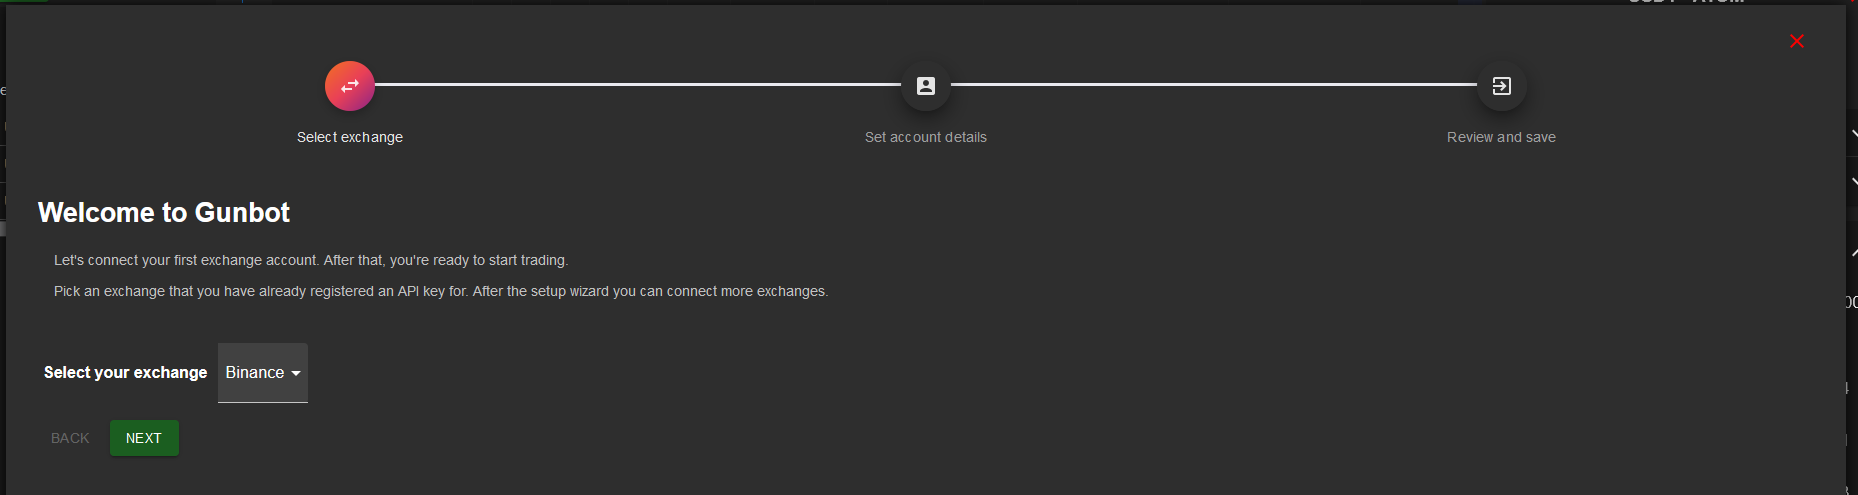 Select exchange
Set account details
Review and save
Welcome to Gunbot
Let's connect your first exchange account. After that, you're ready to start trading.
Pick an exchange that you have already registered an API key for. After the setup wizard you can connect more exchanges.
Select your exchange Binance
BACK NEXT